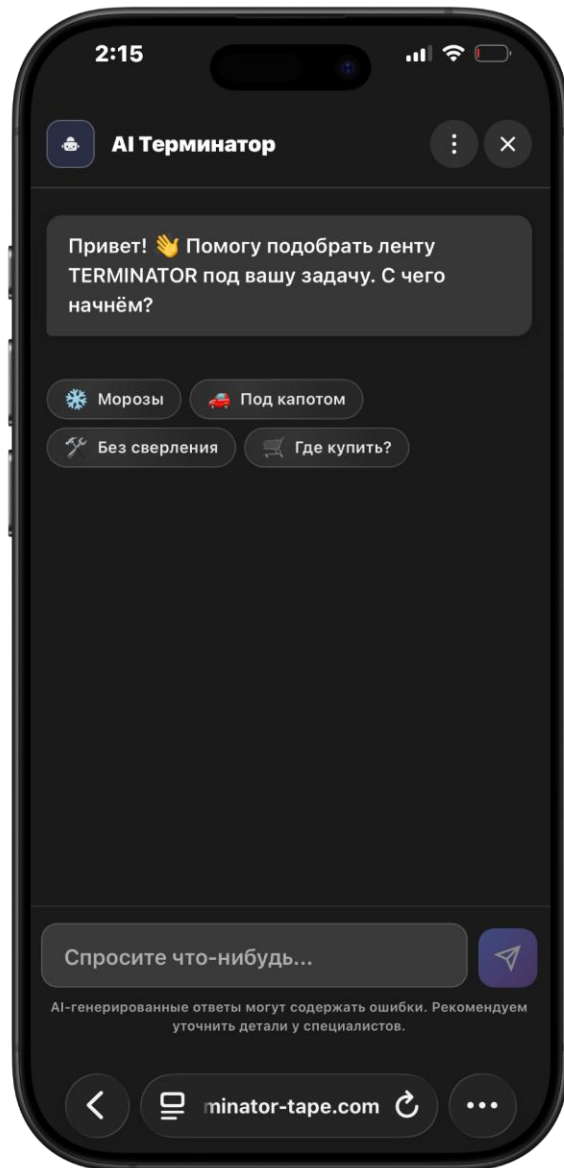 2:15
AI Терминатор
Привет! 👋 Помогу подобрать ленту
TERMINATOR под вашу задачу. С чего
начнём?
❄️ Морозы 🚗 Под капотом
🛠️ Без сверления 🛒 Где купить?
Спросите что-нибудь...
AI-генерированные ответы могут содержать ошибки. Рекомендуем
уточнить детали у специалистов.
minator-tape.com